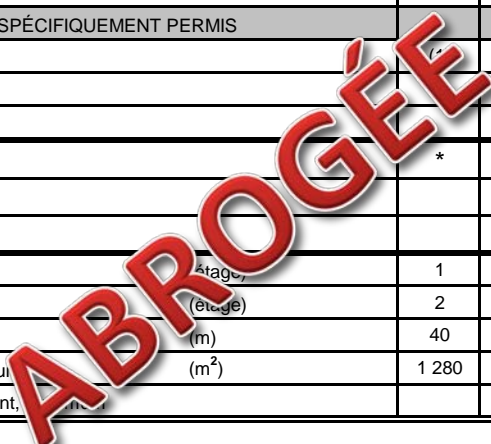 SPÉCIFIQUEMENT PERMIS
*
étage) 1
(étage) 2
(m) 40
(m²) 1 280
ABROGÉE